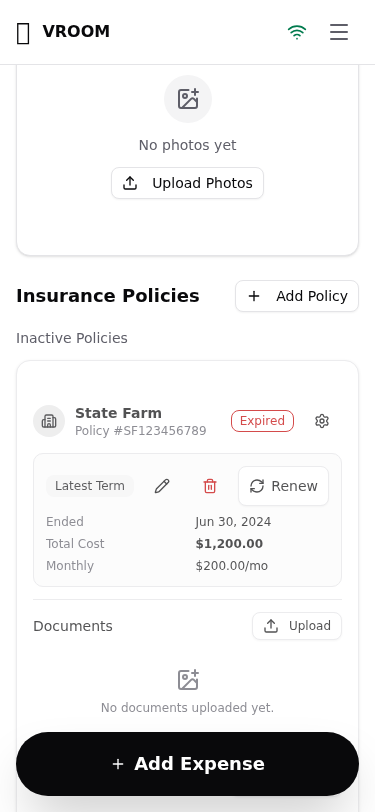 VROOM
No photos yet
Upload Photos
Insurance Policies
Add Policy
Inactive Policies
State Farm
Expired
Policy #SF123456789
Latest Term
Renew
Ended Jun 30, 2024
Total Cost $1,200.00
Monthly $200.00/mo
Documents
Upload
No documents uploaded yet.
Add Expense